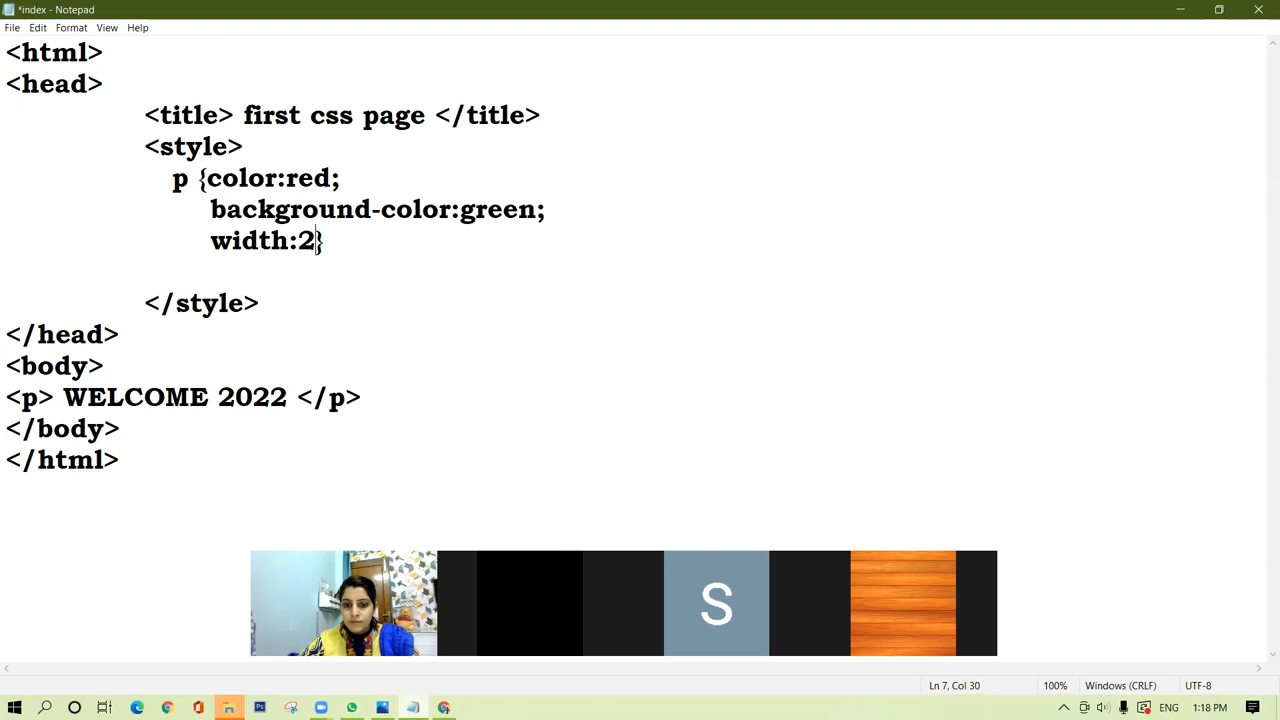 *index - Notepad
File Edit Format View Help
<html>
<head>
<title> first css page </title>
<style>
p {color:red;
background-color:green;
width:2}
</style>
</head>
<body>
<p> WELCOME 2022 </p>
</body>
</html>
S
Ln 7, Col 30 100% Windows (CRLF) UTF-8
ENG 1:18 PM